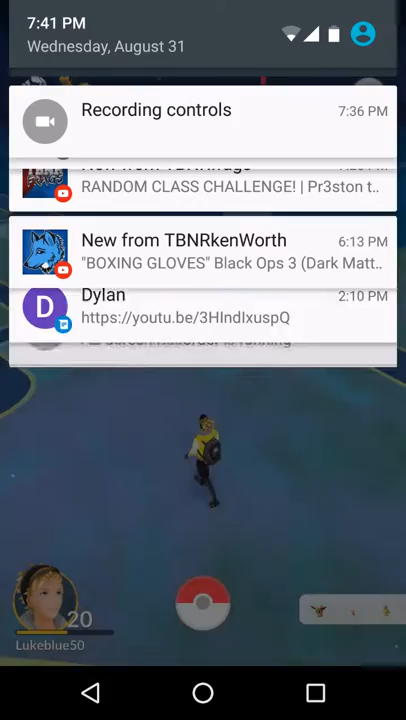 7:41 PM
Wednesday, August 31
Recording controls 7:36 PM
RANDOM CLASS CHALLENGE! | Pr3ston t..
New from TBNRkenWorth 6:13 PM
"BOXING GLOVES" Black Ops 3 (Dark Matt..
Dylan 2:10 PM
D
https://youtu.be/3HIndIxuspQ
20
Lukeblue50